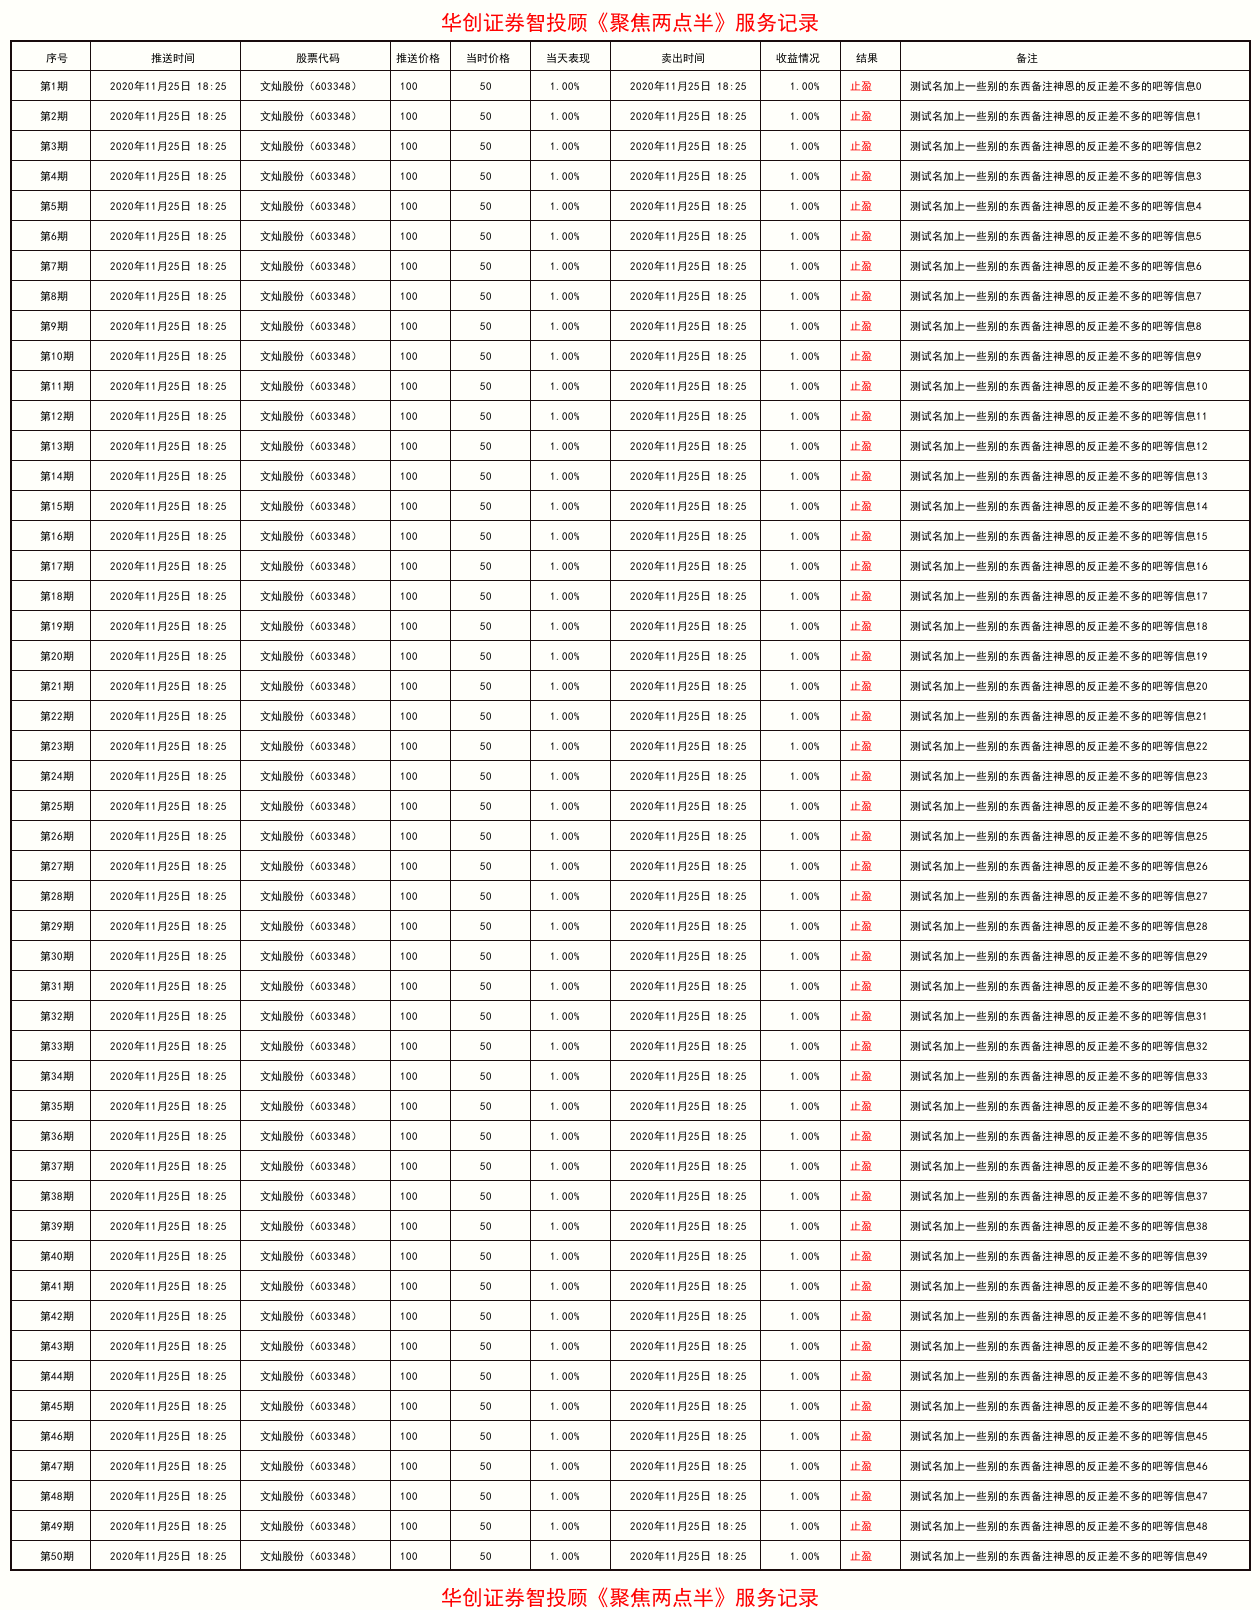 华创证券智投顾《聚焦两点半》服务记录
序号 推送时间 股票代码 推送价格 当时价格 当天表现 卖出时间 收益情况 结果 备注
第1期 2020年11月25日 18:25 文灿股份（603348） 100 50 1.00% 2020年11月25日 18:25 1.00% 止盈 测试名加上一些别的东西备注神恩的反正差不多的吧等信息0
第2期 2020年11月25日 18:25 文灿股份（603348） 100 50 1.00% 2020年11月25日 18:25 1.00% 止盈 测试名加上一些别的东西备注神恩的反正差不多的吧等信息1
第3期 2020年11月25日 18:25 文灿股份（603348） 100 50 1.00% 2020年11月25日 18:25 1.00% 止盈 测试名加上一些别的东西备注神恩的反正差不多的吧等信息2
第4期 2020年11月25日 18:25 文灿股份（603348） 100 50 1.00% 2020年11月25日 18:25 1.00% 止盈 测试名加上一些别的东西备注神恩的反正差不多的吧等信息3
第5期 2020年11月25日 18:25 文灿股份（603348） 100 50 1.00% 2020年11月25日 18:25 1.00% 止盈 测试名加上一些别的东西备注神恩的反正差不多的吧等信息4
第6期 2020年11月25日 18:25 文灿股份（603348） 100 50 1.00% 2020年11月25日 18:25 1.00% 止盈 测试名加上一些别的东西备注神恩的反正差不多的吧等信息5
第7期 2020年11月25日 18:25 文灿股份（603348） 100 50 1.00% 2020年11月25日 18:25 1.00% 止盈 测试名加上一些别的东西备注神恩的反正差不多的吧等信息6
第8期 2020年11月25日 18:25 文灿股份（603348） 100 50 1.00% 2020年11月25日 18:25 1.00% 止盈 测试名加上一些别的东西备注神恩的反正差不多的吧等信息7
第9期 2020年11月25日 18:25 文灿股份（603348） 100 50 1.00% 2020年11月25日 18:25 1.00% 止盈 测试名加上一些别的东西备注神恩的反正差不多的吧等信息8
第10期 2020年11月25日 18:25 文灿股份（603348） 100 50 1.00% 2020年11月25日 18:25 1.00% 止盈 测试名加上一些别的东西备注神恩的反正差不多的吧等信息9
第11期 2020年11月25日 18:25 文灿股份（603348） 100 50 1.00% 2020年11月25日 18:25 1.00% 止盈 测试名加上一些别的东西备注神恩的反正差不多的吧等信息10
第12期 2020年11月25日 18:25 文灿股份（603348） 100 50 1.00% 2020年11月25日 18:25 1.00% 止盈 测试名加上一些别的东西备注神恩的反正差不多的吧等信息11
第13期 2020年11月25日 18:25 文灿股份（603348） 100 50 1.00% 2020年11月25日 18:25 1.00% 止盈 测试名加上一些别的东西备注神恩的反正差不多的吧等信息12
第14期 2020年11月25日 18:25 文灿股份（603348） 100 50 1.00% 2020年11月25日 18:25 1.00% 止盈 测试名加上一些别的东西备注神恩的反正差不多的吧等信息13
第15期 2020年11月25日 18:25 文灿股份（603348） 100 50 1.00% 2020年11月25日 18:25 1.00% 止盈 测试名加上一些别的东西备注神恩的反正差不多的吧等信息14
第16期 2020年11月25日 18:25 文灿股份（603348） 100 50 1.00% 2020年11月25日 18:25 1.00% 止盈 测试名加上一些别的东西备注神恩的反正差不多的吧等信息15
第17期 2020年11月25日 18:25 文灿股份（603348） 100 50 1.00% 2020年11月25日 18:25 1.00% 止盈 测试名加上一些别的东西备注神恩的反正差不多的吧等信息16
第18期 2020年11月25日 18:25 文灿股份（603348） 100 50 1.00% 2020年11月25日 18:25 1.00% 止盈 测试名加上一些别的东西备注神恩的反正差不多的吧等信息17
第19期 2020年11月25日 18:25 文灿股份（603348） 100 50 1.00% 2020年11月25日 18:25 1.00% 止盈 测试名加上一些别的东西备注神恩的反正差不多的吧等信息18
第20期 2020年11月25日 18:25 文灿股份（603348） 100 50 1.00% 2020年11月25日 18:25 1.00% 止盈 测试名加上一些别的东西备注神恩的反正差不多的吧等信息19
第21期 2020年11月25日 18:25 文灿股份（603348） 100 50 1.00% 2020年11月25日 18:25 1.00% 止盈 测试名加上一些别的东西备注神恩的反正差不多的吧等信息20
第22期 2020年11月25日 18:25 文灿股份（603348） 100 50 1.00% 2020年11月25日 18:25 1.00% 止盈 测试名加上一些别的东西备注神恩的反正差不多的吧等信息21
第23期 2020年11月25日 18:25 文灿股份（603348） 100 50 1.00% 2020年11月25日 18:25 1.00% 止盈 测试名加上一些别的东西备注神恩的反正差不多的吧等信息22
第24期 2020年11月25日 18:25 文灿股份（603348） 100 50 1.00% 2020年11月25日 18:25 1.00% 止盈 测试名加上一些别的东西备注神恩的反正差不多的吧等信息23
第25期 2020年11月25日 18:25 文灿股份（603348） 100 50 1.00% 2020年11月25日 18:25 1.00% 止盈 测试名加上一些别的东西备注神恩的反正差不多的吧等信息24
第26期 2020年11月25日 18:25 文灿股份（603348） 100 50 1.00% 2020年11月25日 18:25 1.00% 止盈 测试名加上一些别的东西备注神恩的反正差不多的吧等信息25
第27期 2020年11月25日 18:25 文灿股份（603348） 100 50 1.00% 2020年11月25日 18:25 1.00% 止盈 测试名加上一些别的东西备注神恩的反正差不多的吧等信息26
第28期 2020年11月25日 18:25 文灿股份（603348） 100 50 1.00% 2020年11月25日 18:25 1.00% 止盈 测试名加上一些别的东西备注神恩的反正差不多的吧等信息27
第29期 2020年11月25日 18:25 文灿股份（603348） 100 50 1.00% 2020年11月25日 18:25 1.00% 止盈 测试名加上一些别的东西备注神恩的反正差不多的吧等信息28
第30期 2020年11月25日 18:25 文灿股份（603348） 100 50 1.00% 2020年11月25日 18:25 1.00% 止盈 测试名加上一些别的东西备注神恩的反正差不多的吧等信息29
第31期 2020年11月25日 18:25 文灿股份（603348） 100 50 1.00% 2020年11月25日 18:25 1.00% 止盈 测试名加上一些别的东西备注神恩的反正差不多的吧等信息30
第32期 2020年11月25日 18:25 文灿股份（603348） 100 50 1.00% 2020年11月25日 18:25 1.00% 止盈 测试名加上一些别的东西备注神恩的反正差不多的吧等信息31
第33期 2020年11月25日 18:25 文灿股份（603348） 100 50 1.00% 2020年11月25日 18:25 1.00% 止盈 测试名加上一些别的东西备注神恩的反正差不多的吧等信息32
第34期 2020年11月25日 18:25 文灿股份（603348） 100 50 1.00% 2020年11月25日 18:25 1.00% 止盈 测试名加上一些别的东西备注神恩的反正差不多的吧等信息33
第35期 2020年11月25日 18:25 文灿股份（603348） 100 50 1.00% 2020年11月25日 18:25 1.00% 止盈 测试名加上一些别的东西备注神恩的反正差不多的吧等信息34
第36期 2020年11月25日 18:25 文灿股份（603348） 100 50 1.00% 2020年11月25日 18:25 1.00% 止盈 测试名加上一些别的东西备注神恩的反正差不多的吧等信息35
第37期 2020年11月25日 18:25 文灿股份（603348） 100 50 1.00% 2020年11月25日 18:25 1.00% 止盈 测试名加上一些别的东西备注神恩的反正差不多的吧等信息36
第38期 2020年11月25日 18:25 文灿股份（603348） 100 50 1.00% 2020年11月25日 18:25 1.00% 止盈 测试名加上一些别的东西备注神恩的反正差不多的吧等信息37
第39期 2020年11月25日 18:25 文灿股份（603348） 100 50 1.00% 2020年11月25日 18:25 1.00% 止盈 测试名加上一些别的东西备注神恩的反正差不多的吧等信息38
第40期 2020年11月25日 18:25 文灿股份（603348） 100 50 1.00% 2020年11月25日 18:25 1.00% 止盈 测试名加上一些别的东西备注神恩的反正差不多的吧等信息39
第41期 2020年11月25日 18:25 文灿股份（603348） 100 50 1.00% 2020年11月25日 18:25 1.00% 止盈 测试名加上一些别的东西备注神恩的反正差不多的吧等信息40
第42期 2020年11月25日 18:25 文灿股份（603348） 100 50 1.00% 2020年11月25日 18:25 1.00% 止盈 测试名加上一些别的东西备注神恩的反正差不多的吧等信息41
第43期 2020年11月25日 18:25 文灿股份（603348） 100 50 1.00% 2020年11月25日 18:25 1.00% 止盈 测试名加上一些别的东西备注神恩的反正差不多的吧等信息42
第44期 2020年11月25日 18:25 文灿股份（603348） 100 50 1.00% 2020年11月25日 18:25 1.00% 止盈 测试名加上一些别的东西备注神恩的反正差不多的吧等信息43
第45期 2020年11月25日 18:25 文灿股份（603348） 100 50 1.00% 2020年11月25日 18:25 1.00% 止盈 测试名加上一些别的东西备注神恩的反正差不多的吧等信息44
第46期 2020年11月25日 18:25 文灿股份（603348） 100 50 1.00% 2020年11月25日 18:25 1.00% 止盈 测试名加上一些别的东西备注神恩的反正差不多的吧等信息45
第47期 2020年11月25日 18:25 文灿股份（603348） 100 50 1.00% 2020年11月25日 18:25 1.00% 止盈 测试名加上一些别的东西备注神恩的反正差不多的吧等信息46
第48期 2020年11月25日 18:25 文灿股份（603348） 100 50 1.00% 2020年11月25日 18:25 1.00% 止盈 测试名加上一些别的东西备注神恩的反正差不多的吧等信息47
第49期 2020年11月25日 18:25 文灿股份（603348） 100 50 1.00% 2020年11月25日 18:25 1.00% 止盈 测试名加上一些别的东西备注神恩的反正差不多的吧等信息48
第50期 2020年11月25日 18:25 文灿股份（603348） 100 50 1.00% 2020年11月25日 18:25 1.00% 止盈 测试名加上一些别的东西备注神恩的反正差不多的吧等信息49
华创证券智投顾《聚焦两点半》服务记录